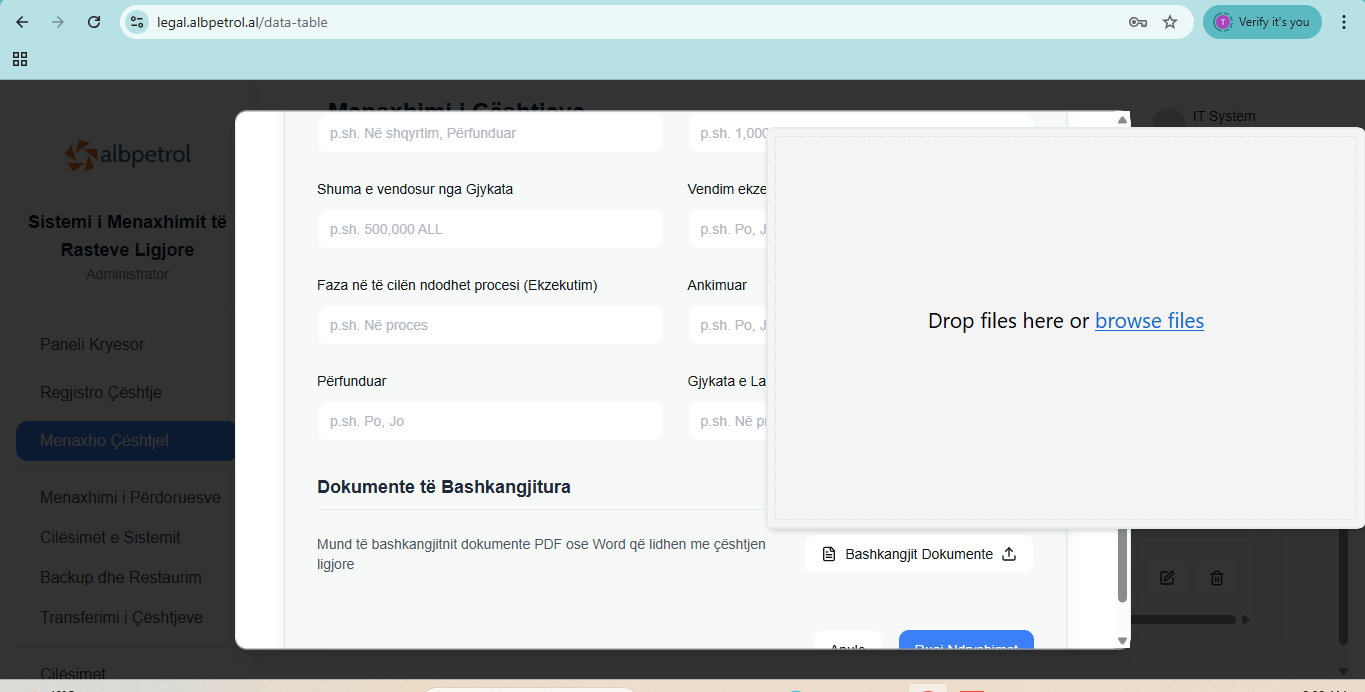 legal.albpetrol.al/data-table
Verify it's you
T
Menaxhimi i Çështjeve
IT System
albpetrol
Sistemi i Menaxhimit të
Rasteve Ligjore
Administrator
Paneli Kryesor
Regjistro Çështje
Menaxho Çështjet
Menaxhimi i Përdoruesve
Cilësimet e Sistemit
Backup dhe Restaurim
Transferimi i Çështjeve
Cilësimet
p.sh. Në shqyrtim, Përfunduar
p.sh. 1,000
Shuma e vendosur nga Gjykata
Vendim ekze
p.sh. 500,000 ALL
p.sh. Po, J
Faza në të cilën ndodhet procesi (Ekzekutim)
Ankimuar
p.sh. Në proces
p.sh. Po, J
Përfunduar
Gjykata e La
p.sh. Po, Jo
p.sh. Në p
Drop files here or browse files
Dokumente të Bashkangjitura
Mund të bashkangjitnit dokumente PDF ose Word që lidhen me çështjen
ligjore
Bashkangjit Dokumente
Anulo
Ruaj Ndryshimet